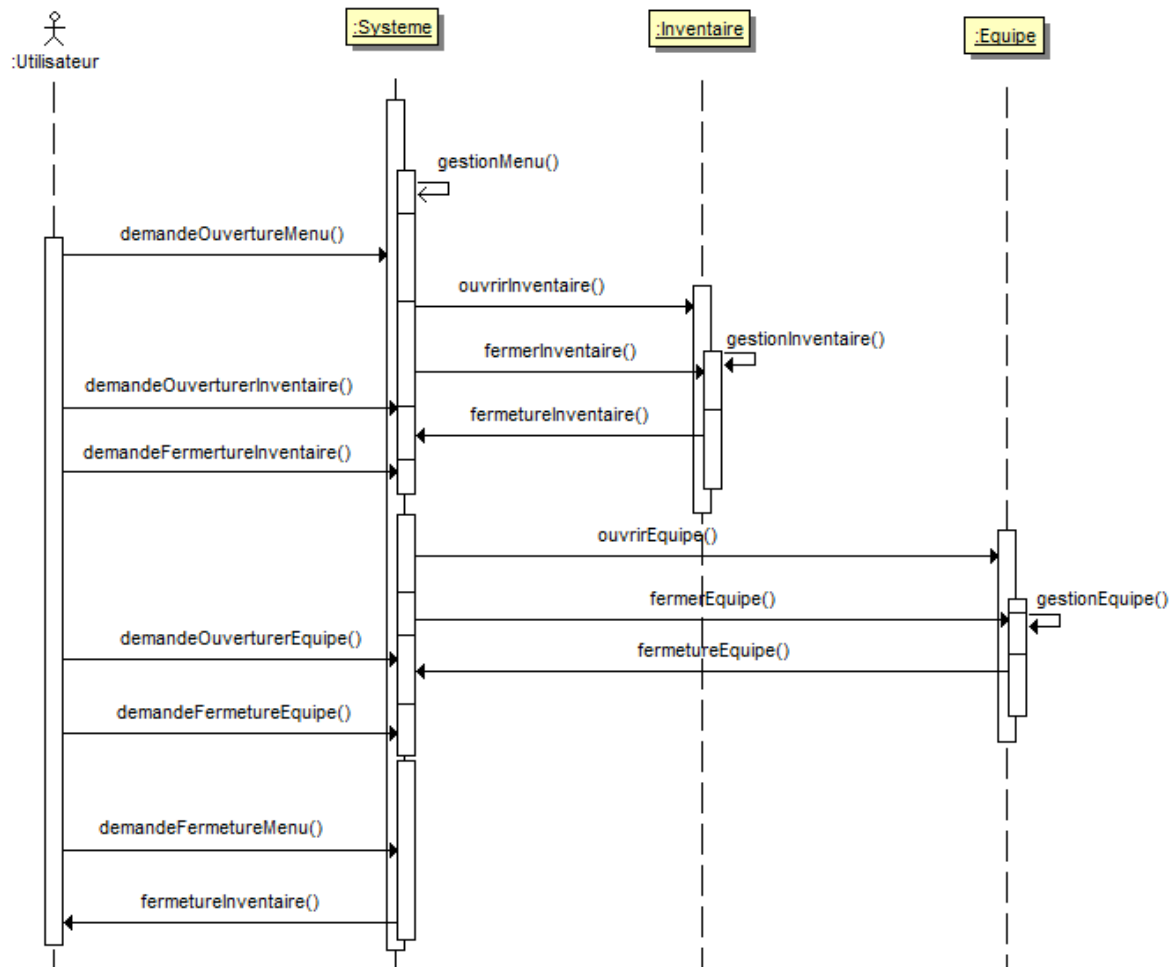 :Systeme
:Inventaire
:Equipe
:Utilisateur
gestionMenu()
demandeOuvertureMenu()
ouvrirInventaire()
gestionInventaire()
fermerInventaire()
demandeOuverturerInventaire()
fermetureInventaire()
demandeFermertureInventaire()
ouvrirEquipe()
fermerEquipe()
gestionEquipe()
demandeOuverturerEquipe()
fermetureEquipe()
demandeFermetureEquipe()
demandeFermetureMenu()
fermetureInventaire()